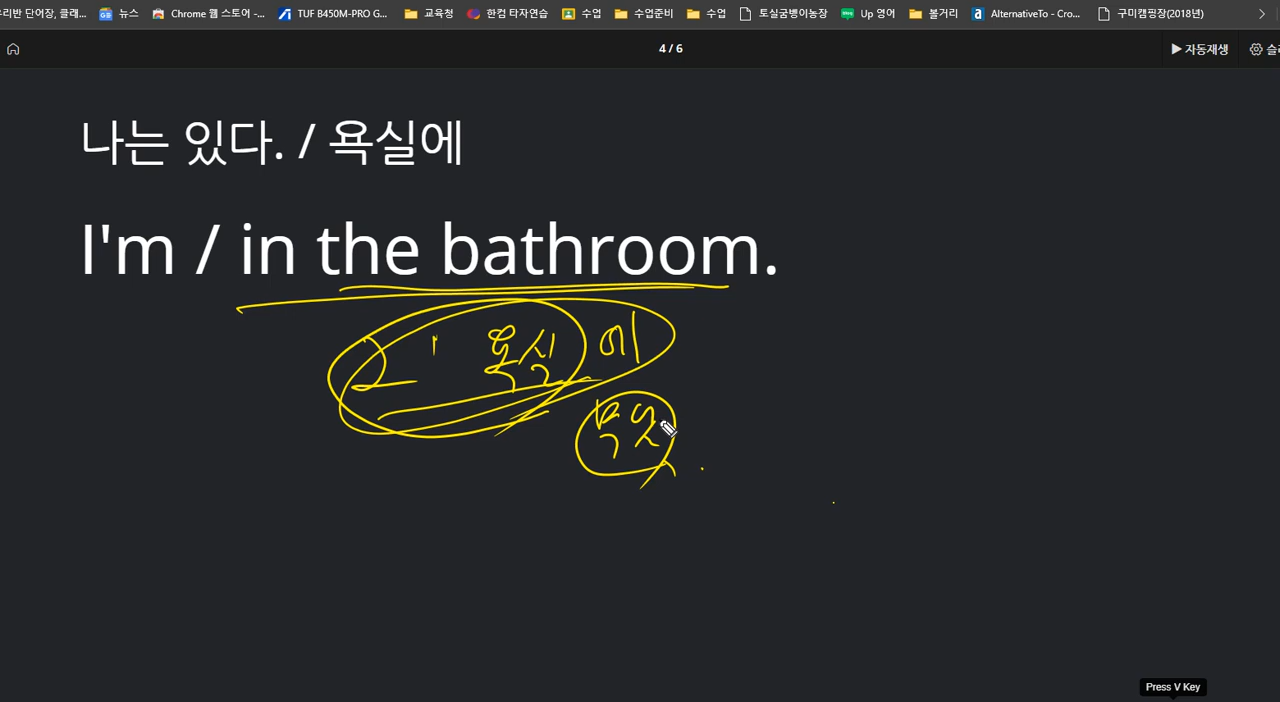 리반 단어장, 클래... 뉴스 Chrome 웹 스토어 -... TUF B450M-PRO G... 교육청 한컴 타자연습 수업 수업준비 수업 토실굼벵이농장 Up 영어 볼거리 AlternativeTo - Cro... 구미캠핑장(2018년)
4 / 6 ▶ 자동재생
나는 있다. / 욕실에
I'm / in the bathroom.
그 욕실 에
Press V Key